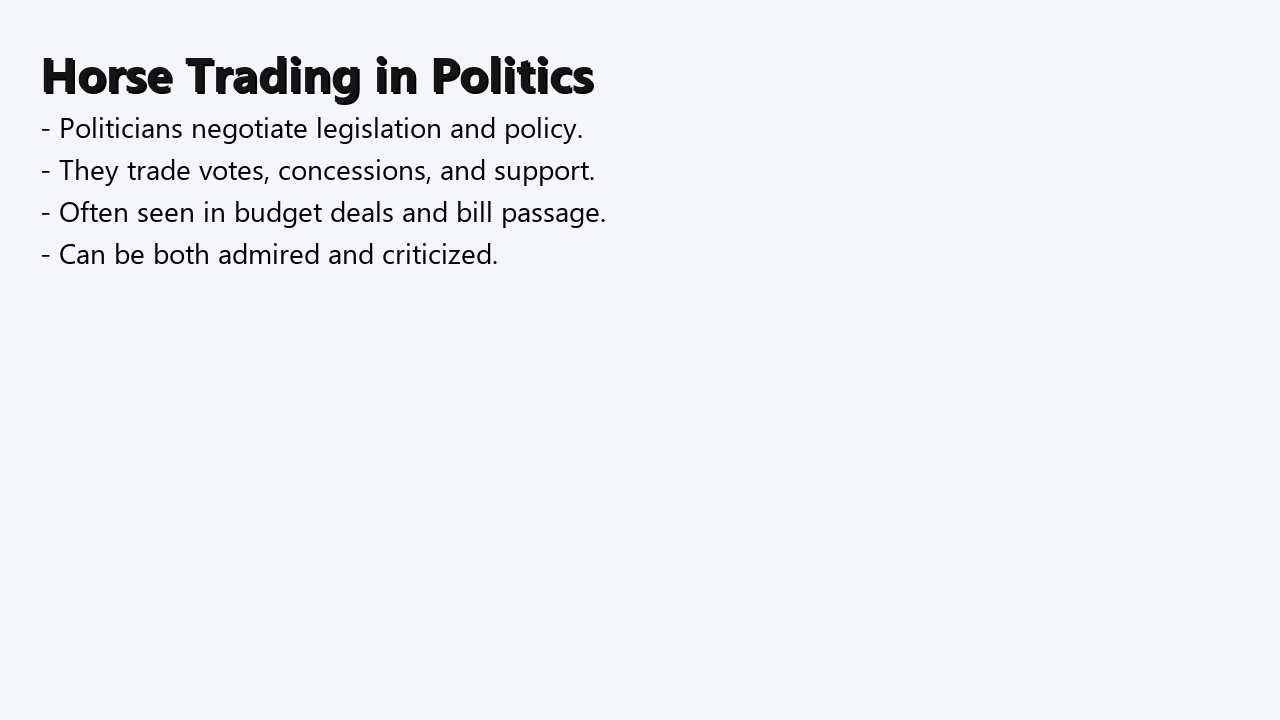 Horse Trading in Politics
- Politicians negotiate legislation and policy.
- They trade votes, concessions, and support.
- Often seen in budget deals and bill passage.
- Can be both admired and criticized.